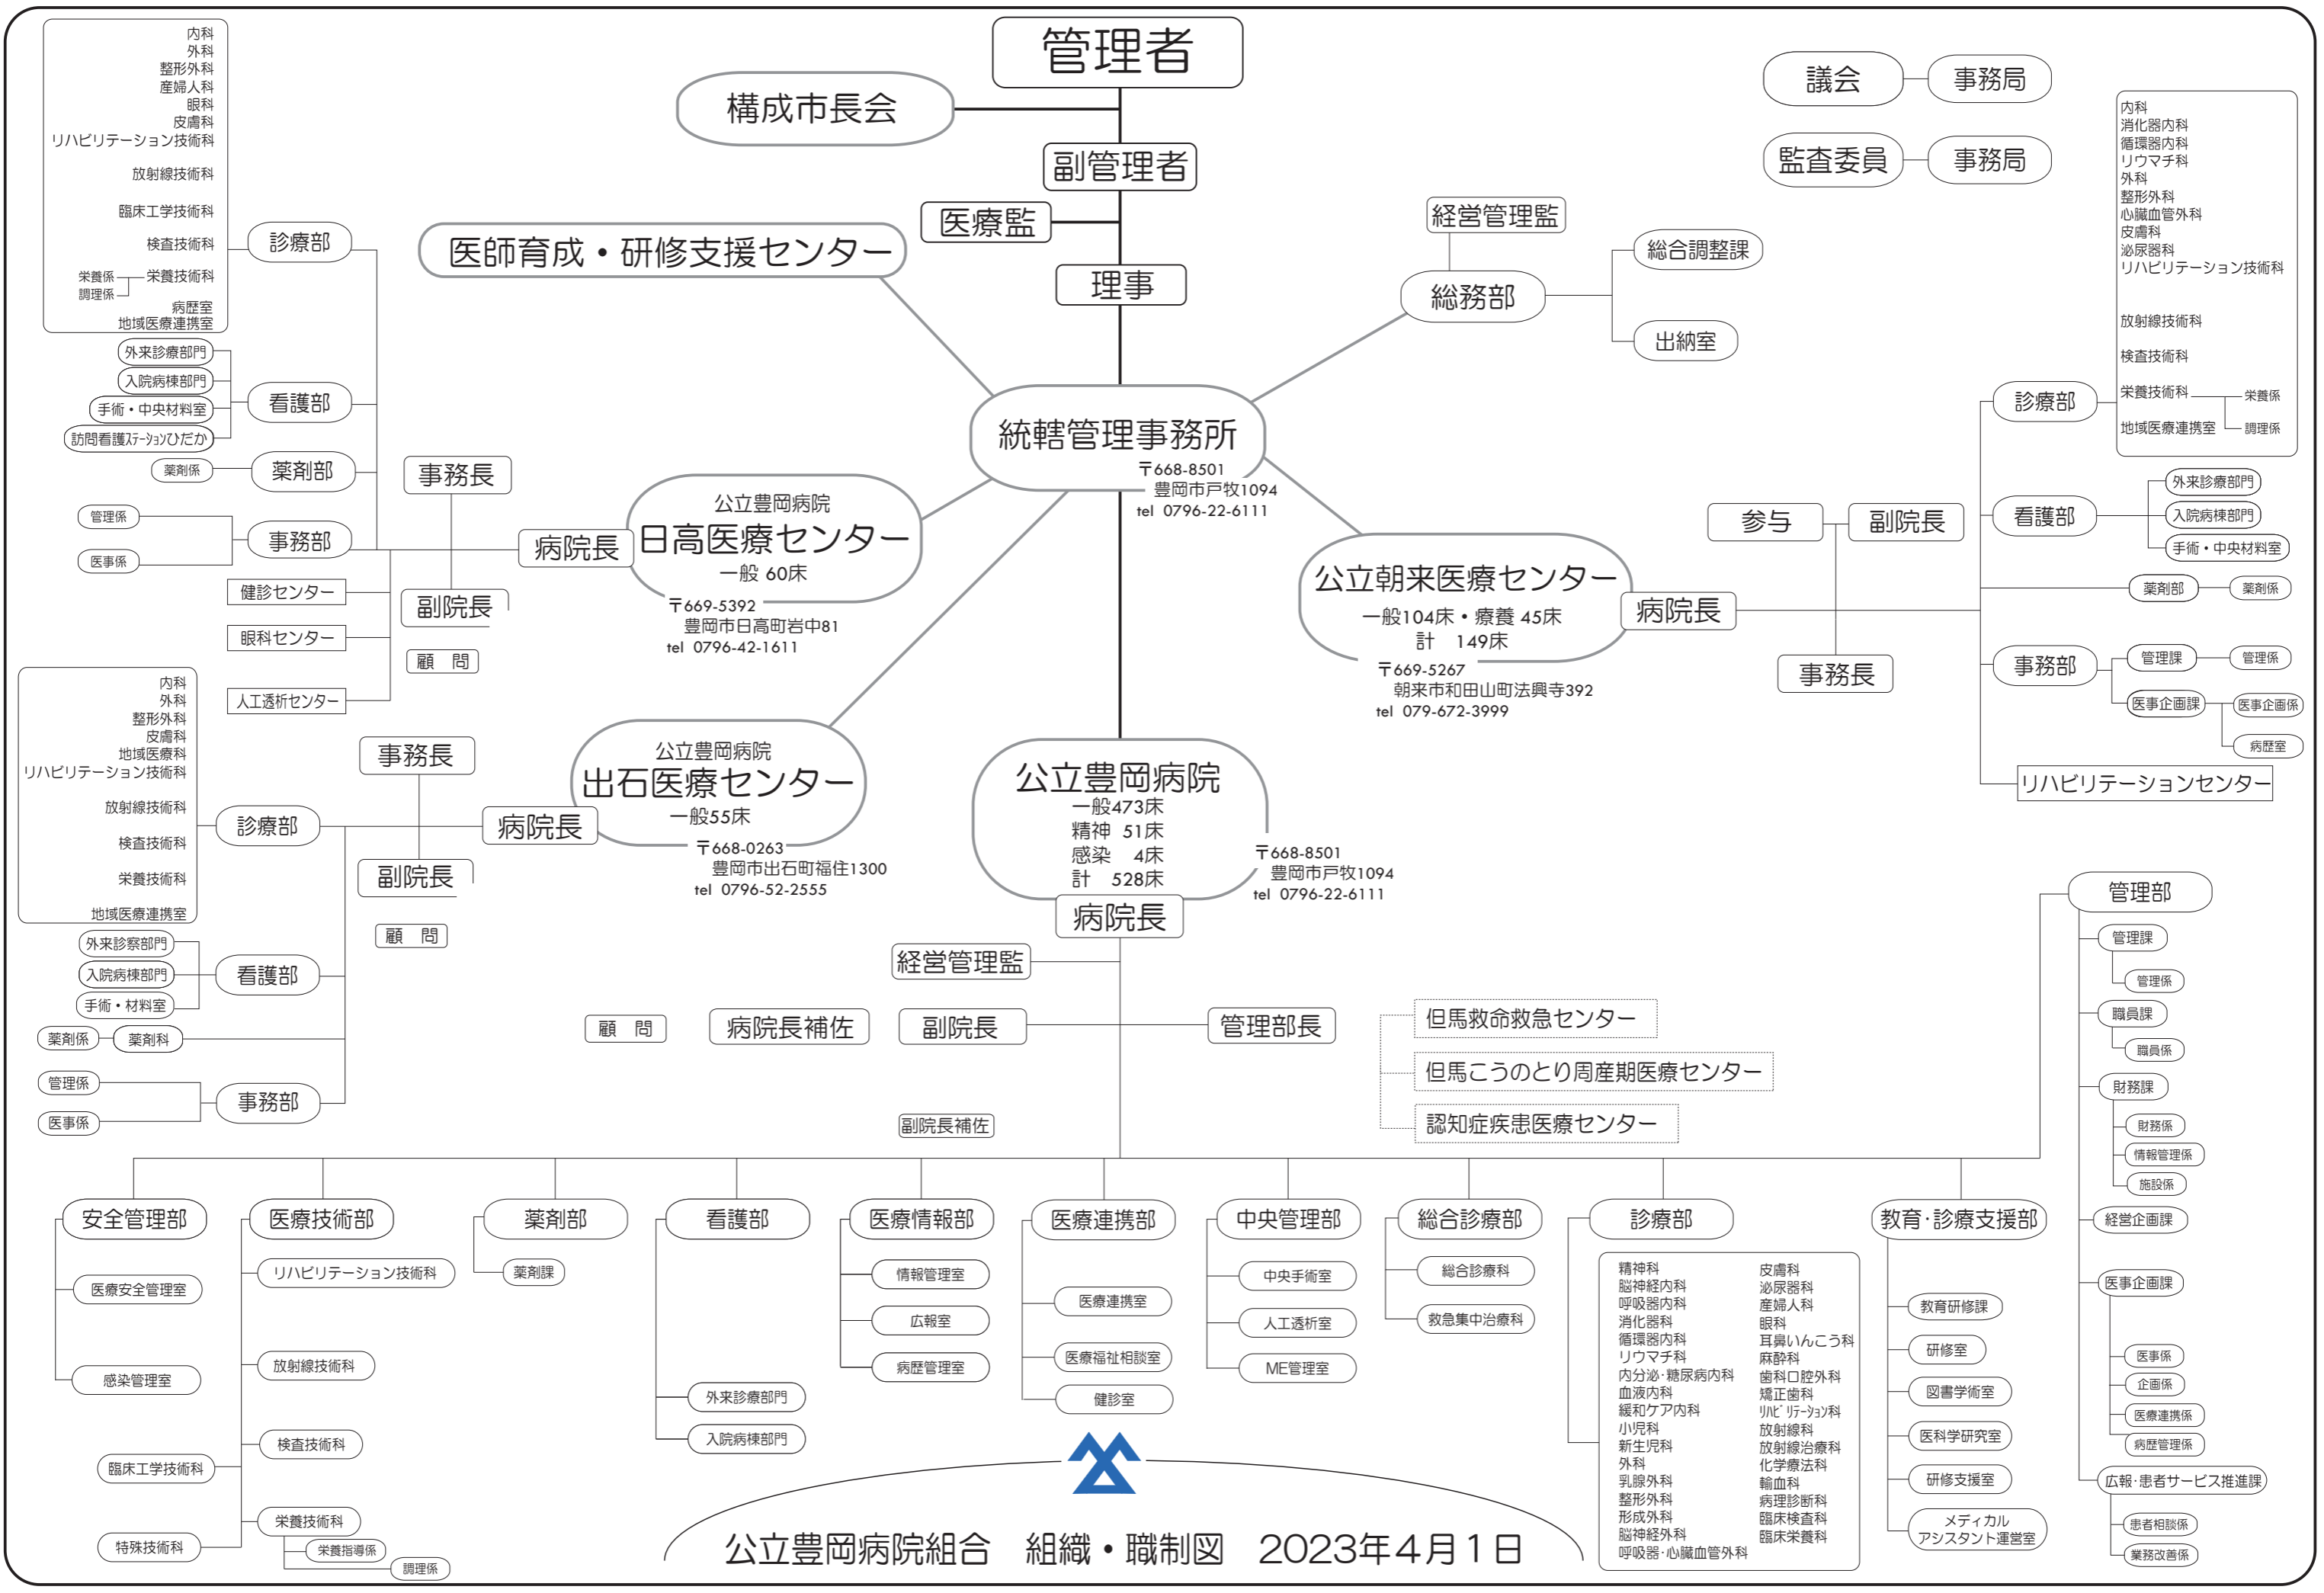 管理者
構成市長会
副管理者
医療監
理事
医師育成・研修支援センター
議会
事務局
監査委員
事務局
経営管理監
総務部
総合調整課
出納室
統轄管理事務所
〒668-8501
豊岡市戸牧1094
tel 0796-22-6111
内科
外科
整形外科
産婦人科
眼科
皮膚科
リハビリテーション技術科
放射線技術科
臨床工学技術科
検査技術科
栄養係
栄養技術科
調理係
病歴室
地域医療連携室
診療部
外来診療部門
入院病棟部門
手術・中央材料室
訪問看護ｽﾃｰｼｮﾝひだか
看護部
薬剤係
薬剤部
管理係
医事係
事務部
健診センター
眼科センター
人工透析センター
事務長
病院長
副院長
顧 問
公立豊岡病院
日高医療センター
一般 60床
〒669-5392
豊岡市日高町岩中81
tel 0796-42-1611
内科
外科
整形外科
皮膚科
地域医療科
リハビリテーション技術科
放射線技術科
検査技術科
栄養技術科
地域医療連携室
診療部
外来診察部門
入院病棟部門
手術・材料室
看護部
薬剤係
薬剤科
管理係
医事係
事務部
事務長
病院長
副院長
顧 問
公立豊岡病院
出石医療センター
一般55床
〒668-0263
豊岡市出石町福住1300
tel 0796-52-2555
公立朝来医療センター
一般104床・療養 45床
計 149床
〒669-5267
朝来市和田山町法興寺392
tel 079-672-3999
病院長
参与
副院長
事務長
内科
消化器内科
循環器内科
リウマチ科
外科
整形外科
心臓血管外科
皮膚科
泌尿器科
リハビリテーション技術科
放射線技術科
検査技術科
栄養技術科
栄養係
地域医療連携室
調理係
診療部
看護部
外来診療部門
入院病棟部門
手術・中央材料室
薬剤部
薬剤係
事務部
管理課
管理係
医事企画課
医事企画係
病歴室
リハビリテーションセンター
公立豊岡病院
一般473床
精神 51床
感染 4床
計 528床
〒668-8501
豊岡市戸牧1094
tel 0796-22-6111
病院長
経営管理監
顧 問
病院長補佐
副院長
管理部長
副院長補佐
但馬救命救急センター
但馬こうのとり周産期医療センター
認知症疾患医療センター
管理部
管理課
管理係
職員課
職員係
財務課
財務係
情報管理係
施設係
経営企画課
医事企画課
医事係
企画係
医療連携係
病歴管理係
広報・患者サービス推進課
患者相談係
業務改善係
安全管理部
医療安全管理室
感染管理室
医療技術部
リハビリテーション技術科
放射線技術科
検査技術科
臨床工学技術科
栄養技術科
特殊技術科
栄養指導係
調理係
薬剤部
薬剤課
看護部
外来診療部門
入院病棟部門
医療情報部
情報管理室
広報室
病歴管理室
医療連携部
医療連携室
医療福祉相談室
健診室
中央管理部
中央手術室
人工透析室
ME管理室
総合診療部
総合診療科
救急集中治療科
診療部
精神科
脳神経内科
呼吸器内科
消化器科
循環器内科
リウマチ科
内分泌・糖尿病内科
血液内科
緩和ケア内科
小児科
新生児科
外科
乳腺外科
整形外科
形成外科
脳神経外科
呼吸器・心臓血管外科
皮膚科
泌尿器科
産婦人科
眼科
耳鼻いんこう科
麻酔科
歯科口腔外科
矯正歯科
ﾘﾊﾋﾞﾘﾃｰｼｮﾝ科
放射線科
放射線治療科
化学療法科
輸血科
病理診断科
臨床検査科
臨床栄養科
教育・診療支援部
教育研修課
研修室
図書学術室
医科学研究室
研修支援室
メディカル
アシスタント運営室
公立豊岡病院組合 組織・職制図 2023年4月1日